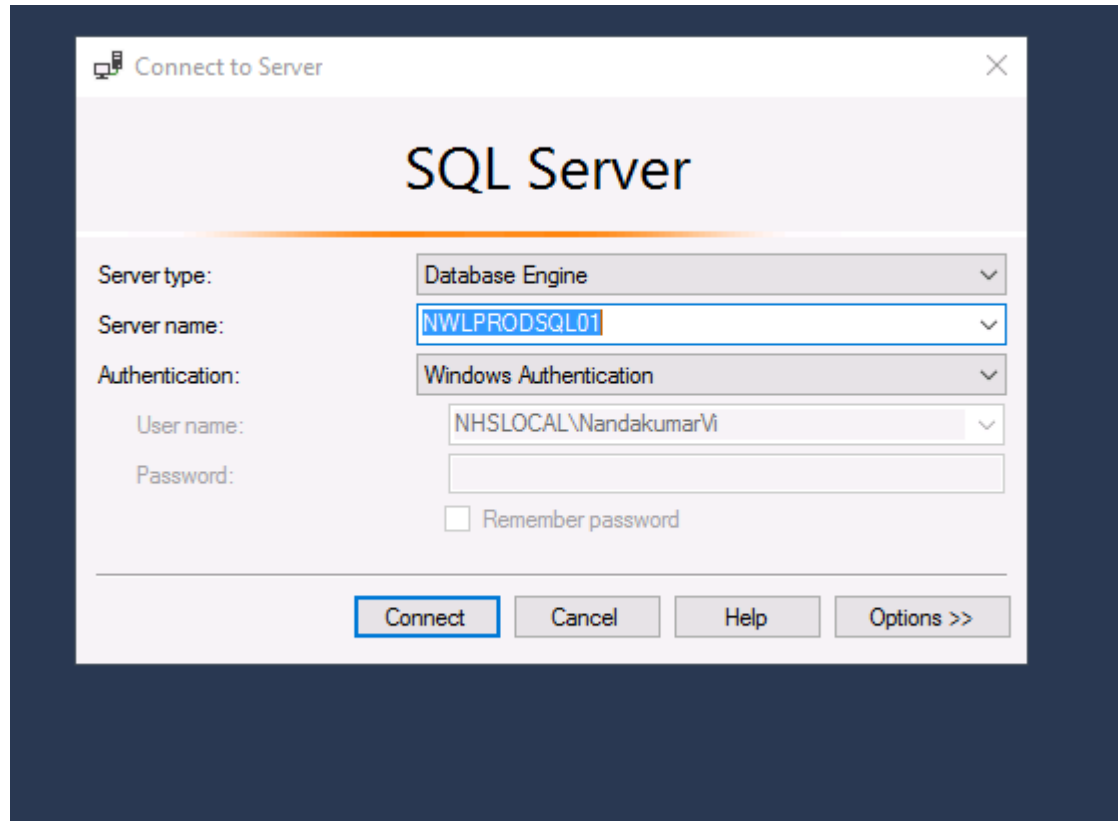 Connect to Server
SQL Server
Server type: Database Engine
Server name: NWLPRODSQL01
Authentication: Windows Authentication
User name: NHSLOCAL\NandakumarVi
Password:
Remember password
Connect Cancel Help Options >>